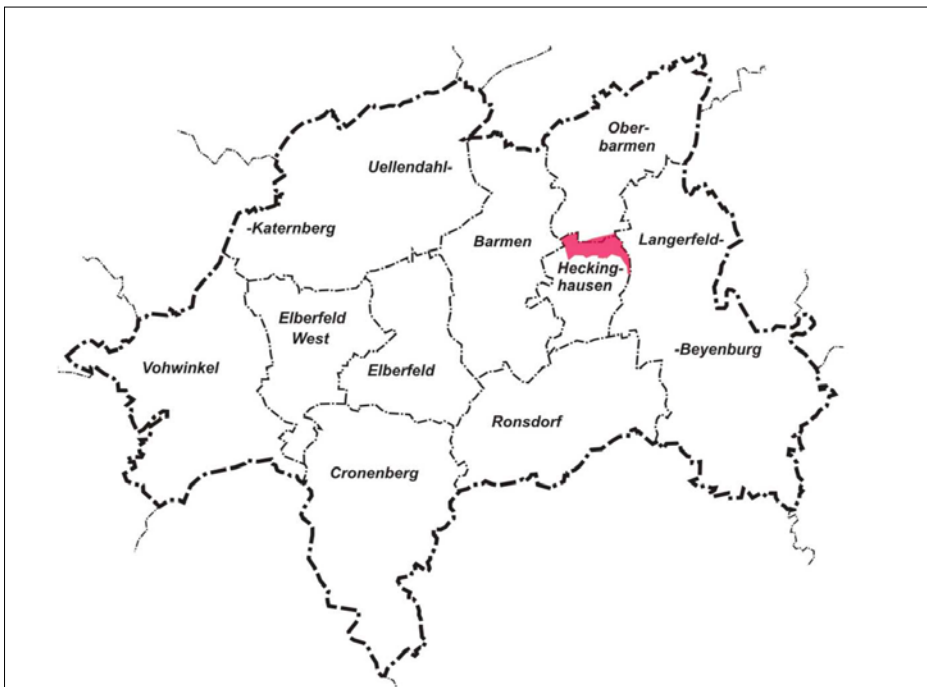 Ober-
barmen
Uellendahl-
-Katernberg
Barmen
Langerfeld-
Hecking-
hausen
Elberfeld
West
-Beyenburg
Vohwinkel
Elberfeld
Ronsdorf
Cronenberg